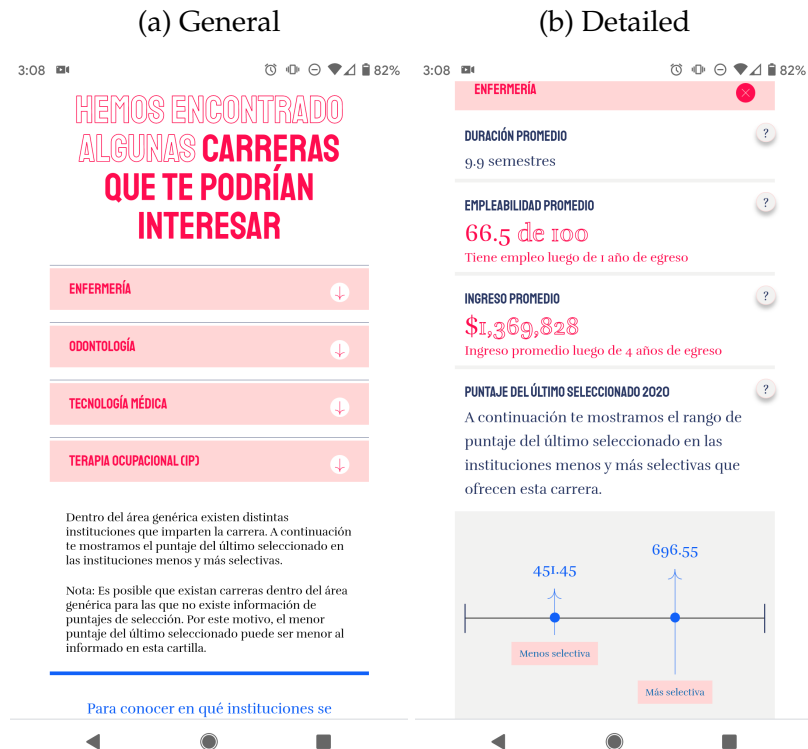 (a) General
3:08
82%
HEMOS ENCONTRADO
ALGUNAS CARRERAS
QUE TE PODRÍAN
INTERESAR
ENFERMERÍA
ODONTOLOGÍA
TECNOLOGÍA MÉDICA
TERAPIA OCUPACIONAL (IP)
Dentro del área genérica existen distintas
instituciones que imparten la carrera. A continuación
te mostramos el puntaje del último seleccionado en
las instituciones menos y más selectivas.
Nota: Es posible que existan carreras dentro del área
genérica para las que no existe información de
puntajes de selección. Por este motivo, el menor
puntaje del último seleccionado puede ser menor al
informado en esta cartilla.
Para conocer en qué instituciones se
(b) Detailed
3:08
82%
ENFERMERÍA
DURACIÓN PROMEDIO
?
9.9 semestres
EMPLEABILIDAD PROMEDIO
?
66.5 de 100
Tiene empleo luego de 1 año de egreso
INGRESO PROMEDIO
?
$1,369,828
Ingreso promedio luego de 4 años de egreso
PUNTAJE DEL ÚLTIMO SELECCIONADO 2020
?
A continuación te mostramos el rango de
puntaje del último seleccionado en las
instituciones menos y más selectivas que
ofrecen esta carrera.
696.55
451.45
Menos selectiva
Más selectiva